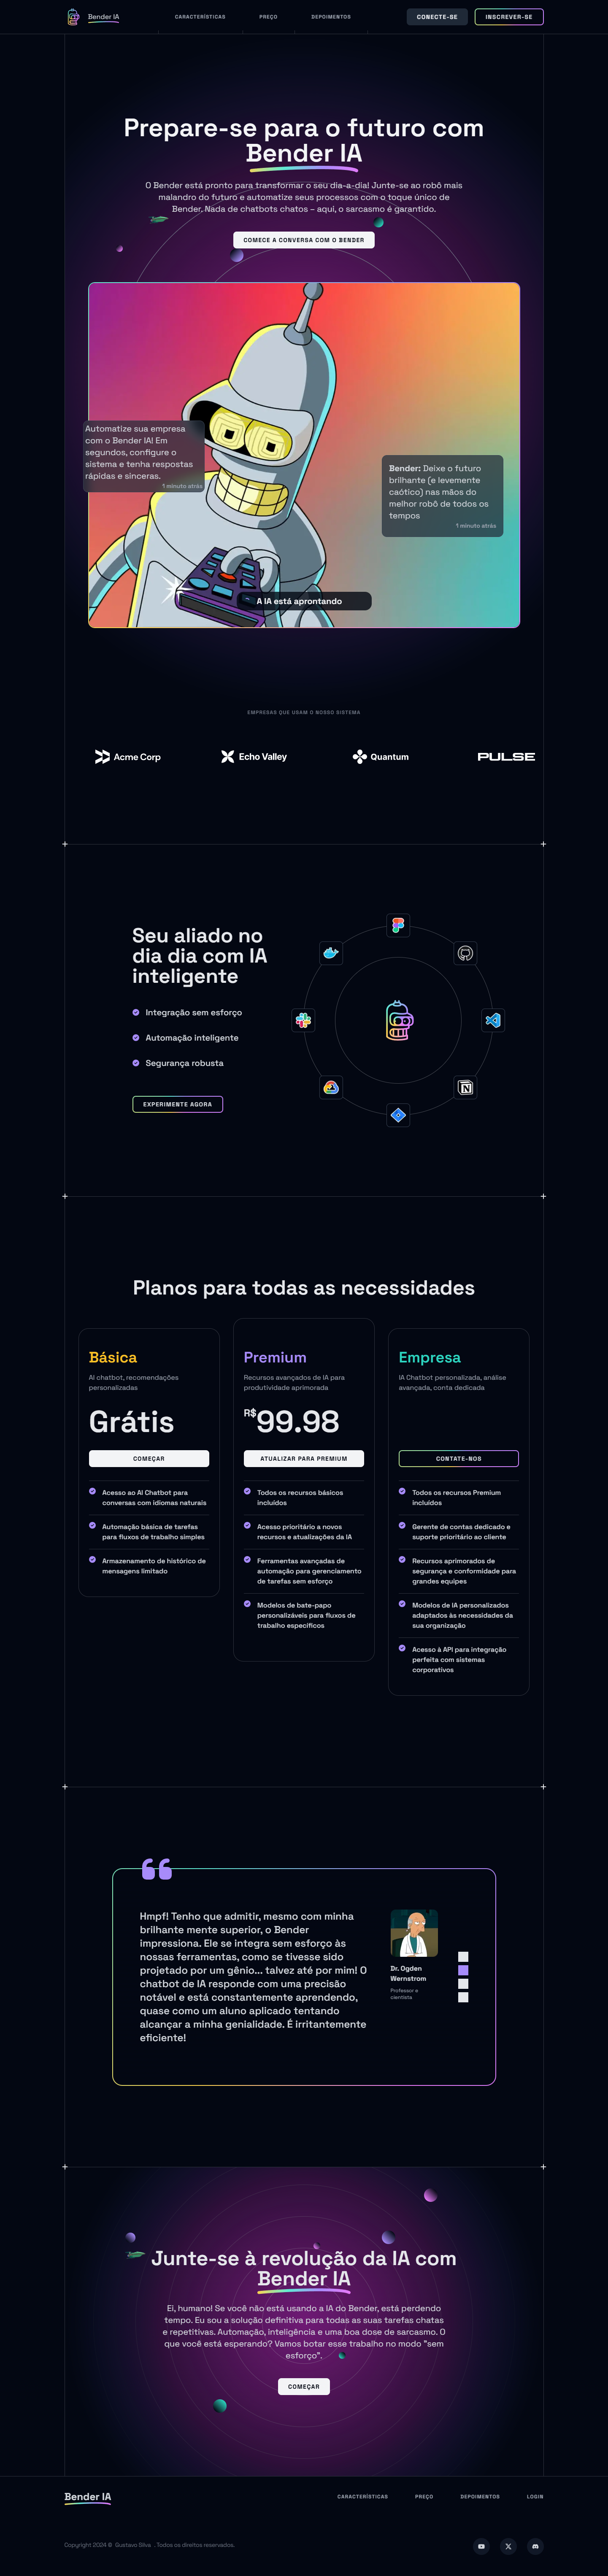 Bender IA
CARACTERÍSTICAS
PREÇO
DEPOIMENTOS
CONECTE-SE
INSCREVER-SE
Prepare-se para o futuro com
Bender IA
O Bender está pronto para transformar o seu dia-a-dia! Junte-se ao robô mais
malandro do futuro e automatize seus processos com o toque único de
Bender. Nada de chatbots chatos – aqui, o sarcasmo é garantido.
COMECE A CONVERSA COM O BENDER
Automatize sua empresa
com o Bender IA! Em
segundos, configure o
sistema e tenha respostas
rápidas e sinceras.
1 minuto atrás
Bender: Deixe o futuro
brilhante (e levemente
caótico) nas mãos do
melhor robô de todos os
tempos
1 minuto atrás
A IA está aprontando
EMPRESAS QUE USAM O NOSSO SISTEMA
Acme Corp
Echo Valley
Quantum
PULSE
Seu aliado no
dia dia com IA
inteligente
Integração sem esforço
Automação inteligente
Segurança robusta
EXPERIMENTE AGORA
Planos para todas as necessidades
Básica
AI chatbot, recomendações
personalizadas
Grátis
COMEÇAR
Acesso ao AI Chatbot para
conversas com idiomas naturais
Automação básica de tarefas
para fluxos de trabalho simples
Armazenamento de histórico de
mensagens limitado
Premium
Recursos avançados de IA para
produtividade aprimorada
R$99.98
ATUALIZAR PARA PREMIUM
Todos os recursos básicos
incluídos
Acesso prioritário a novos
recursos e atualizações da IA
Ferramentas avançadas de
automação para gerenciamento
de tarefas sem esforço
Modelos de bate-papo
personalizáveis para fluxos de
trabalho específicos
Empresa
IA Chatbot personalizada, análise
avançada, conta dedicada
CONTATE-NOS
Todos os recursos Premium
incluídos
Gerente de contas dedicado e
suporte prioritário ao cliente
Recursos aprimorados de
segurança e conformidade para
grandes equipes
Modelos de IA personalizados
adaptados às necessidades da
sua organização
Acesso à API para integração
perfeita com sistemas
corporativos
Hmpf! Tenho que admitir, mesmo com minha
brilhante mente superior, o Bender
impressiona. Ele se integra sem esforço às
nossas ferramentas, como se tivesse sido
projetado por um gênio... talvez até por mim! O
chatbot de IA responde com uma precisão
notável e está constantemente aprendendo,
quase como um aluno aplicado tentando
alcançar a minha genialidade. É irritantemente
eficiente!
Dr. Ogden
Wernstrom
Professor e
cientista
Junte-se à revolução da IA com
Bender IA
Ei, humano! Se você não está usando a IA do Bender, está perdendo
tempo. Eu sou a solução definitiva para todas as suas tarefas chatas
e repetitivas. Automação, inteligência e uma boa dose de sarcasmo. O
que você está esperando? Vamos botar esse trabalho no modo "sem
esforço".
COMEÇAR
Bender IA
CARACTERÍSTICAS
PREÇO
DEPOIMENTOS
LOGIN
Copyright 2024 © Gustavo Silva . Todos os direitos reservados.